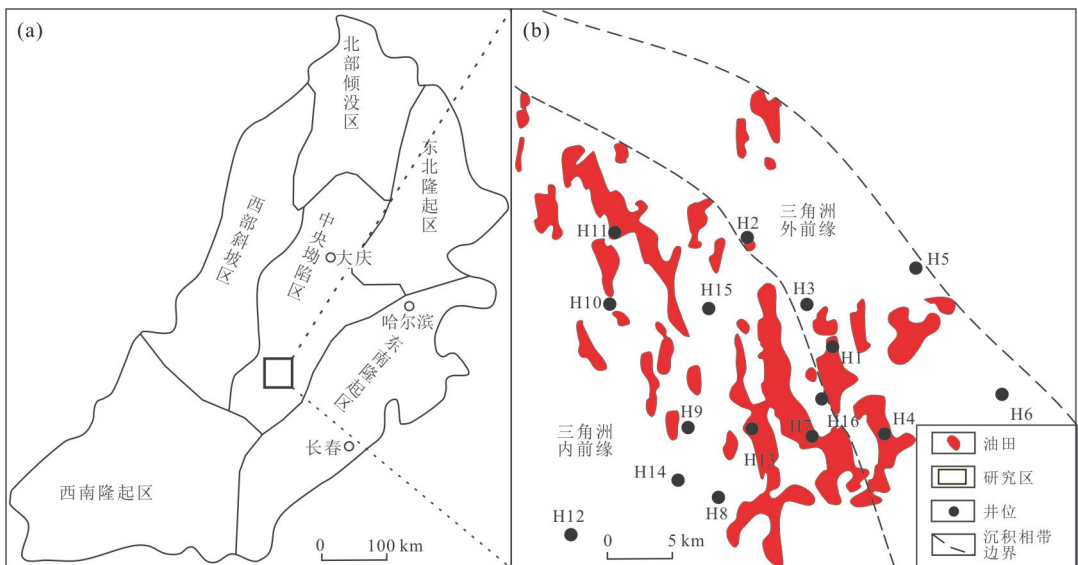 (a)
北部倾没区
东北隆起区
西部斜坡区
中央坳陷区
大庆
哈尔滨
东南隆起区
长春
西南隆起区
0 100 km
(b)
三角洲
外前缘
H2
H11
H5
H10
H15
H3
H1
H6
H9
H7
H16
H4
三角洲
内前缘
H13
H14
H8
H12
0 5 km
油田
研究区
井位
沉积相带
边界